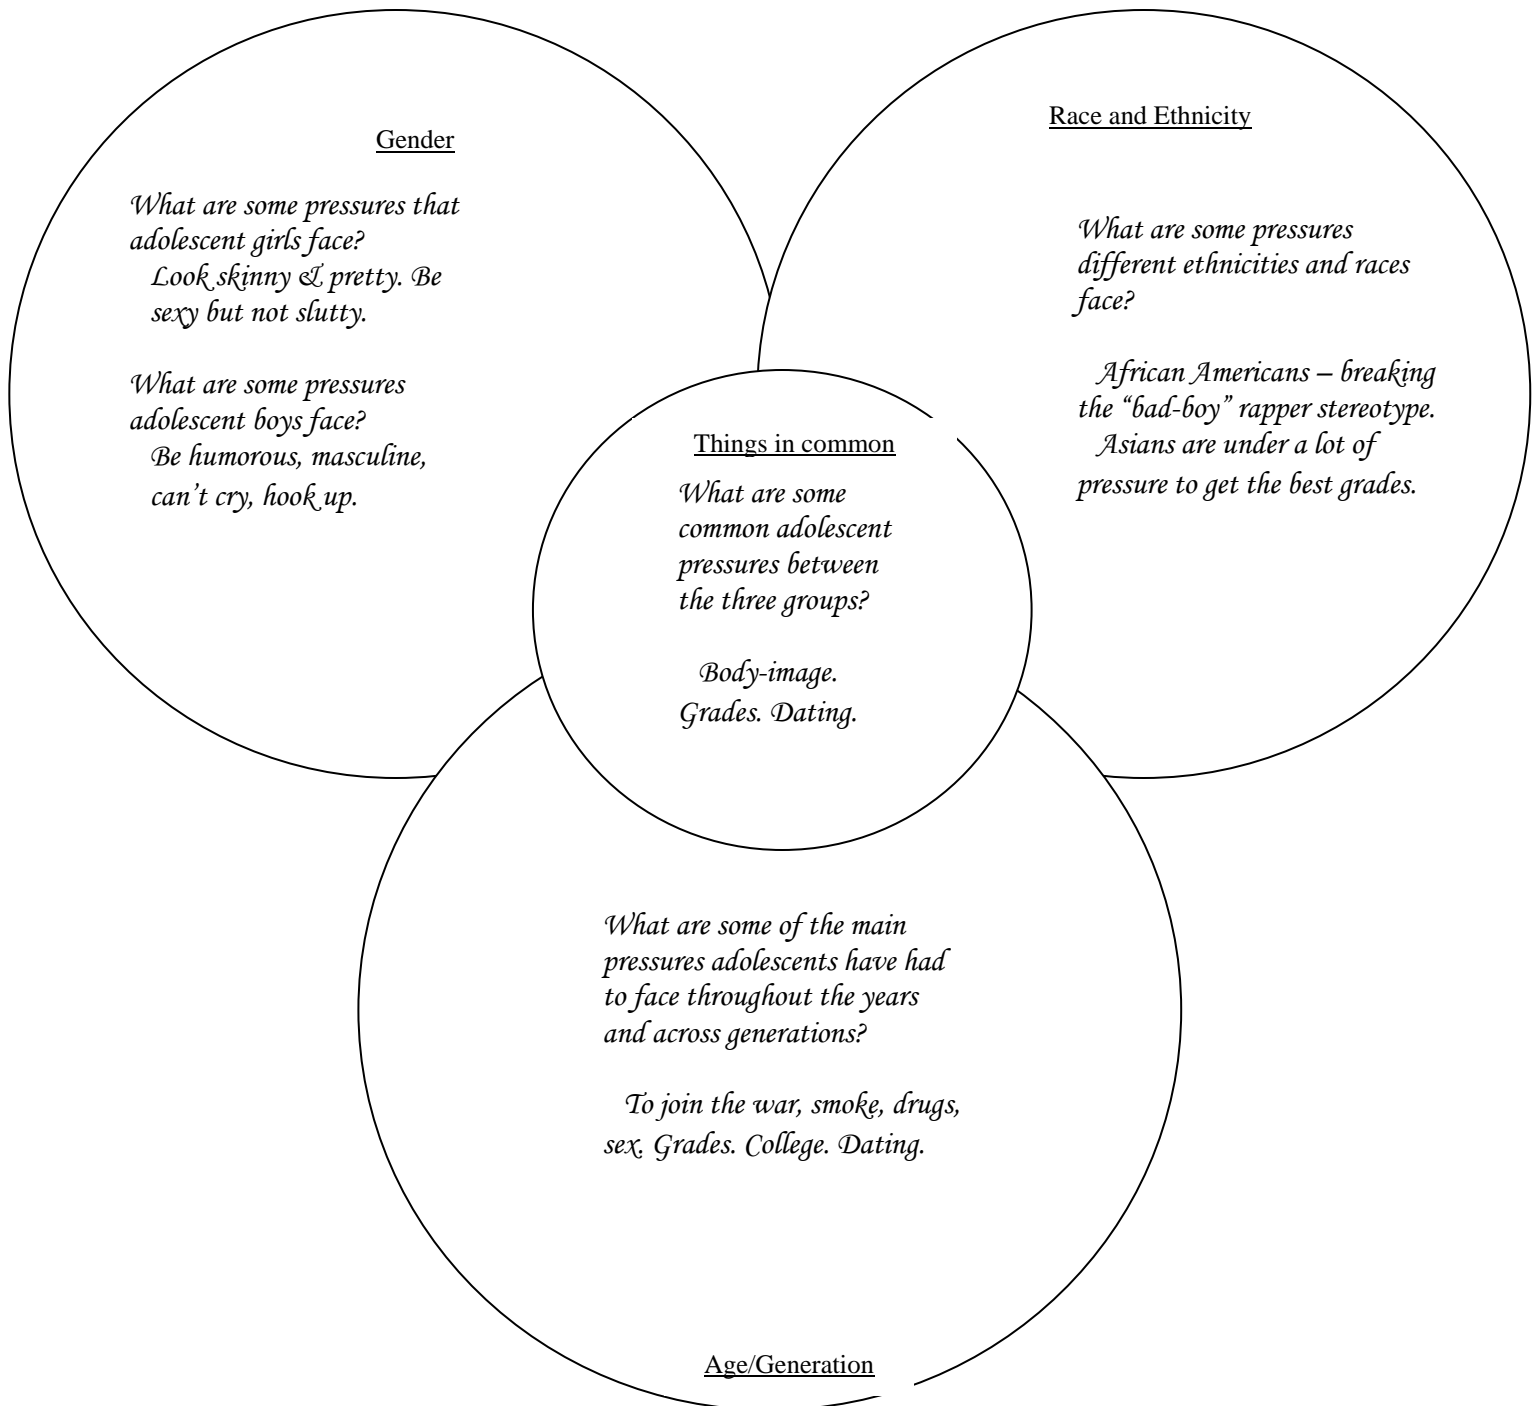 Gender
What are some pressures that
adolescent girls face?
Look skinny & pretty. Be
sexy but not slutty.
What are some pressures
adolescent boys face?
Be humorous, masculine,
can't cry, hook up.
Race and Ethnicity
What are some pressures
different ethnicities and races
face?
African Americans – breaking
the “bad-boy” rapper stereotype.
Asians are under a lot of
pressure to get the best grades.
Things in common
What are some
common adolescent
pressures between
the three groups?
Body-image.
Grades. Dating.
What are some of the main
pressures adolescents have had
to face throughout the years
and across generations?
To join the war, smoke, drugs,
sex. Grades. College. Dating.
Age/Generation